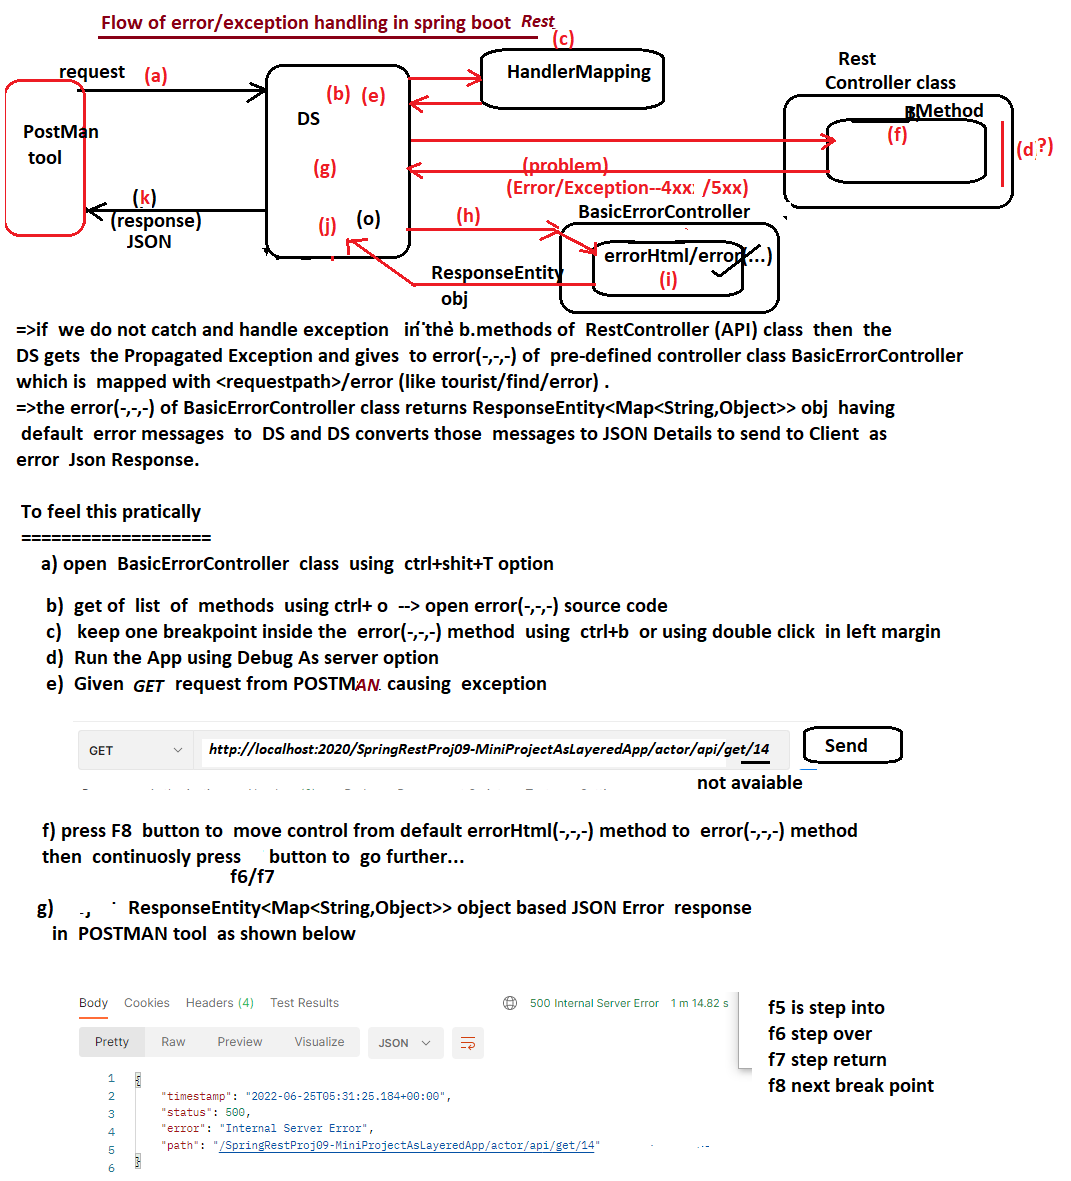 Flow of error/exception handling in spring boot Rest
(c)
request (a)
HandlerMapping
Rest
Controller class
(b) (e)
DS
Method
PostMan
tool
(f)
(d ?)
(g)
(problem)
(Error/Exception--4xx: /5xx)
(k)
(response)
JSON
(j) (o)
(h)
BasicErrorController
errorHtml/error(...)
(i)
ResponseEntity
obj
=>if we do not catch and handle exception in the b.methods of RestController (API) class then the
DS gets the Propagated Exception and gives to error(-,-,-) of pre-defined controller class BasicErrorController
which is mapped with <requestpath>/error (like tourist/find/error) .
=>the error(-,-,-) of BasicErrorController class returns ResponseEntity<Map<String,Object>> obj having
default error messages to DS and DS converts those messages to JSON Details to send to Client as
error Json Response.
To feel this pratically
===================
a) open BasicErrorController class using ctrl+shit+T option
b) get of list of methods using ctrl+ o --> open error(-,-,-) source code
c) keep one breakpoint inside the error(-,-,-) method using ctrl+b or using double click in left margin
d) Run the App using Debug As server option
e) Given GET request from POSTMAN causing exception
GET http://localhost:2020/SpringRestProj09-MiniProjectAsLayeredApp/actor/api/get/14 Send
not avaiable
f) press F8 button to move control from default errorHtml(-,-,-) method to error(-,-,-) method
then continuosly press button to go further...
f6/f7
g) ResponseEntity<Map<String,Object>> object based JSON Error response
in POSTMAN tool as shown below
Body Cookies Headers (4) Test Results 500 Internal Server Error 1 m 14.82 s
Pretty Raw Preview Visualize JSON
f5 is step into
f6 step over
f7 step return
f8 next break point
1 {
2 "timestamp": "2022-06-25T05:31:25.184+00:00",
3 "status": 500,
4 "error": "Internal Server Error",
5 "path": "/SpringRestProj09-MiniProjectAsLayeredApp/actor/api/get/14"
6 }